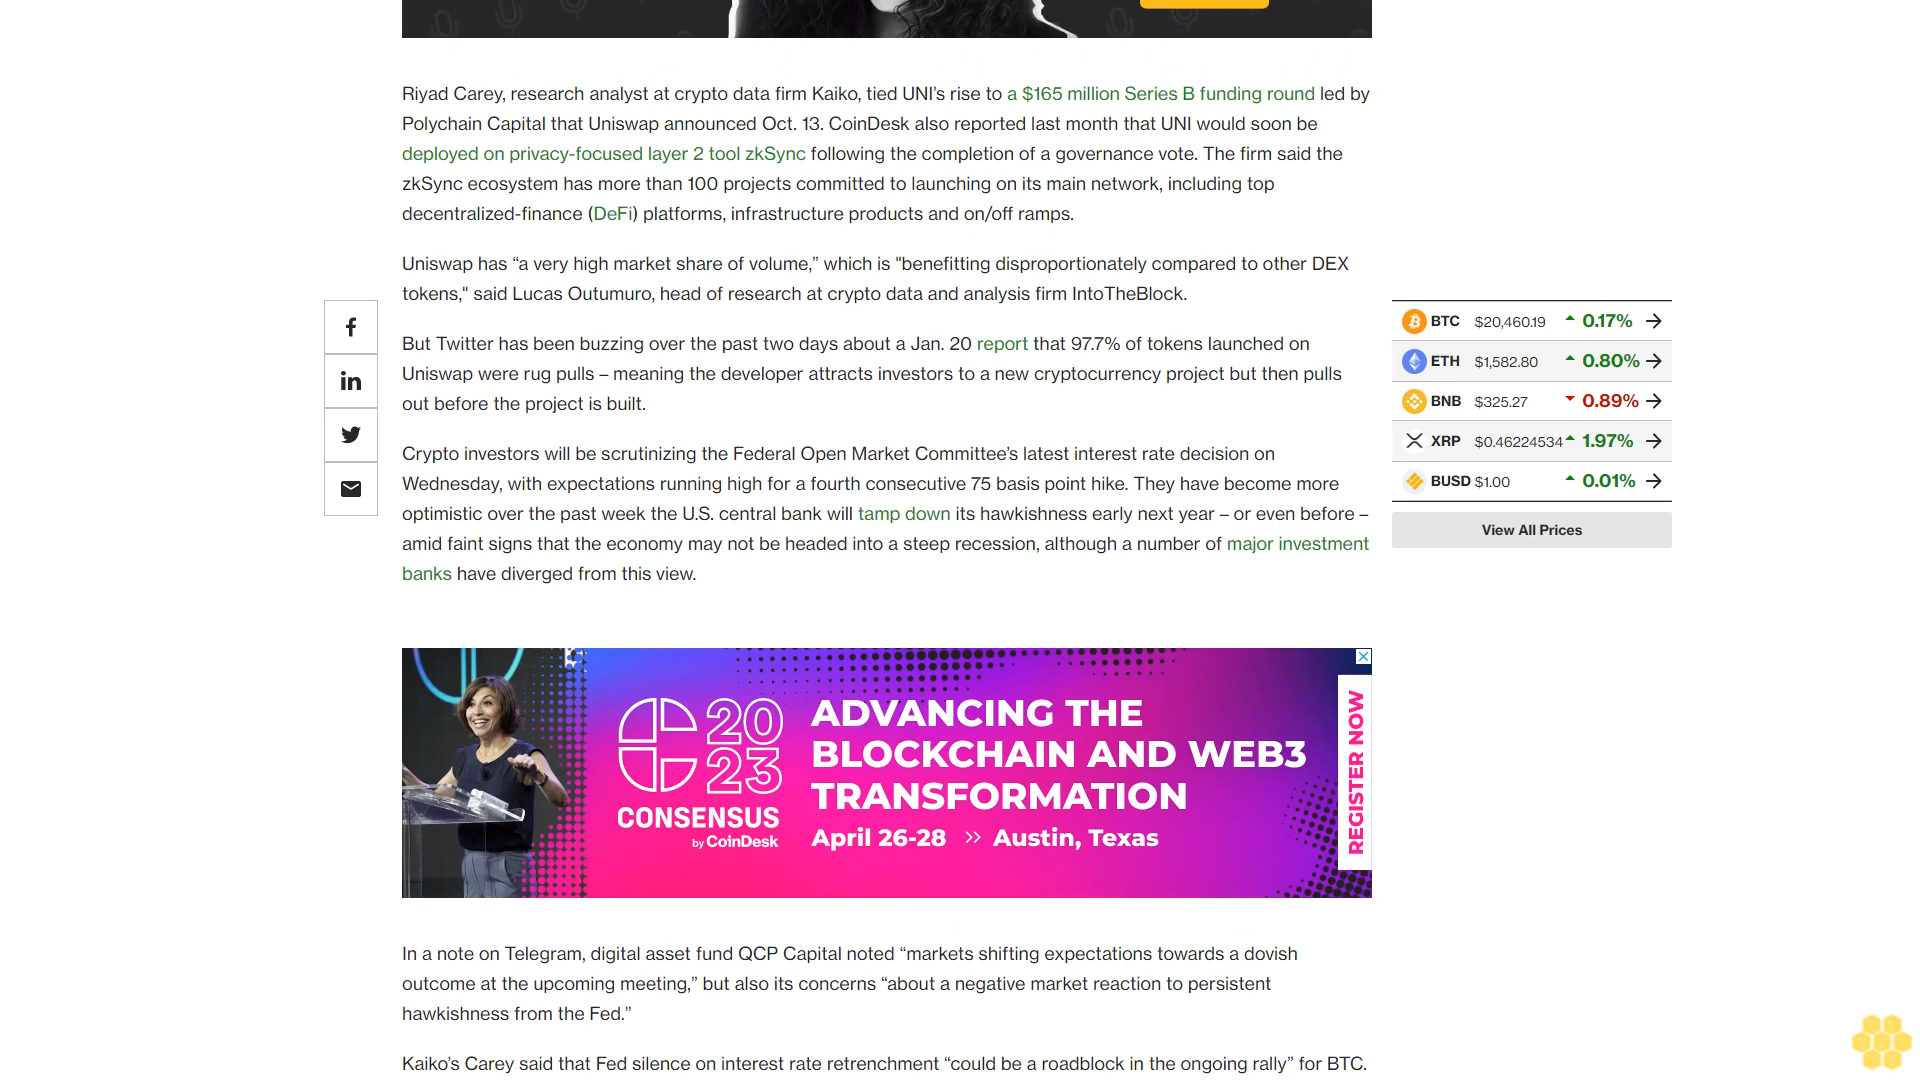 Riyad Carey, research analyst at crypto data firm Kaiko, tied UNI’s rise to a $165 million Series B funding round led by
Polychain Capital that Uniswap announced Oct. 13. CoinDesk also reported last month that UNI would soon be
deployed on privacy-focused layer 2 tool zkSync following the completion of a governance vote. The firm said the
zkSync ecosystem has more than 100 projects committed to launching on its main network, including top
decentralized-finance (DeFi) platforms, infrastructure products and on/off ramps.
Uniswap has “a very high market share of volume,” which is "benefitting disproportionately compared to other DEX
tokens," said Lucas Outumuro, head of research at crypto data and analysis firm IntoTheBlock.
But Twitter has been buzzing over the past two days about a Jan. 20 report that 97.7% of tokens launched on
Uniswap were rug pulls – meaning the developer attracts investors to a new cryptocurrency project but then pulls
out before the project is built.
Crypto investors will be scrutinizing the Federal Open Market Committee’s latest interest rate decision on
Wednesday, with expectations running high for a fourth consecutive 75 basis point hike. They have become more
optimistic over the past week the U.S. central bank will tamp down its hawkishness early next year – or even before –
amid faint signs that the economy may not be headed into a steep recession, although a number of major investment
banks have diverged from this view.
BTC $20,460.19 0.17%
ETH $1,582.80 0.80%
BNB $325.27 0.89%
XRP $0.46224534 1.97%
BUSD $1.00 0.01%
View All Prices
2023
CONSENSUS
by CoinDesk
ADVANCING THE
BLOCKCHAIN AND WEB3
TRANSFORMATION
April 26-28 >> Austin, Texas
REGISTER NOW
In a note on Telegram, digital asset fund QCP Capital noted “markets shifting expectations towards a dovish
outcome at the upcoming meeting,” but also its concerns “about a negative market reaction to persistent
hawkishness from the Fed.”
Kaiko’s Carey said that Fed silence on interest rate retrenchment “could be a roadblock in the ongoing rally” for BTC.